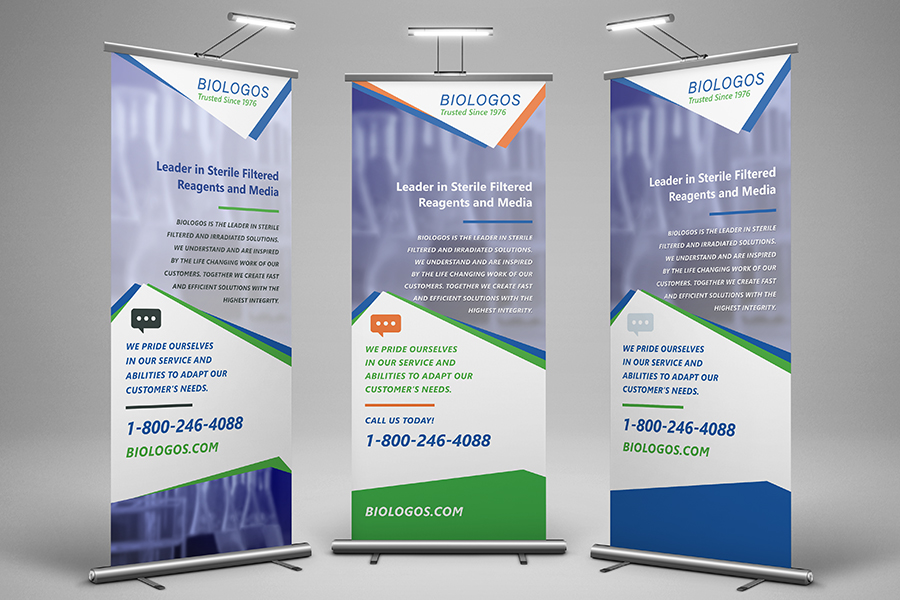 BIOLOGOS
Trusted Since 1976
Leader in Sterile Filtered
Reagents and Media
BIOLOGOS IS THE LEADER IN STERILE
FILTERED AND IRRADIATED SOLUTIONS.
WE UNDERSTAND AND ARE INSPIRED
BY THE LIFE CHANGING WORK OF OUR
CUSTOMERS. TOGETHER WE CREATE FAST
AND EFFICIENT SOLUTIONS WITH THE
HIGHEST INTEGRITY.
WE PRIDE OURSELVES
IN OUR SERVICE AND
ABILITIES TO ADAPT OUR
CUSTOMER'S NEEDS.
1-800-246-4088
BIOLOGOS.COM
BIOLOGOS
Trusted Since 1976
Leader in Sterile Filtered
Reagents and Media
BIOLOGOS IS THE LEADER IN STERILE
FILTERED AND IRRADIATED SOLUTIONS.
WE UNDERSTAND AND ARE INSPIRED
BY THE LIFE CHANGING WORK OF OUR
CUSTOMERS. TOGETHER WE CREATE FAST
AND EFFICIENT SOLUTIONS WITH THE
HIGHEST INTEGRITY.
WE PRIDE OURSELVES
IN OUR SERVICE AND
ABILITIES TO ADAPT OUR
CUSTOMER'S NEEDS.
CALL US TODAY!
1-800-246-4088
BIOLOGOS.COM
BIOLOGOS
Trusted Since 1976
Leader in Sterile Filtered
Reagents and Media
BIOLOGOS IS THE LEADER IN STERILE
FILTERED AND IRRADIATED SOLUTIONS.
WE UNDERSTAND AND ARE INSPIRED
BY THE LIFE CHANGING WORK OF OUR
CUSTOMERS. TOGETHER WE CREATE FAST
AND EFFICIENT SOLUTIONS WITH THE
HIGHEST INTEGRITY.
WE PRIDE OURSELVES
IN OUR SERVICE AND
ABILITIES TO ADAPT OUR
CUSTOMER'S NEEDS.
1-800-246-4088
BIOLOGOS.COM